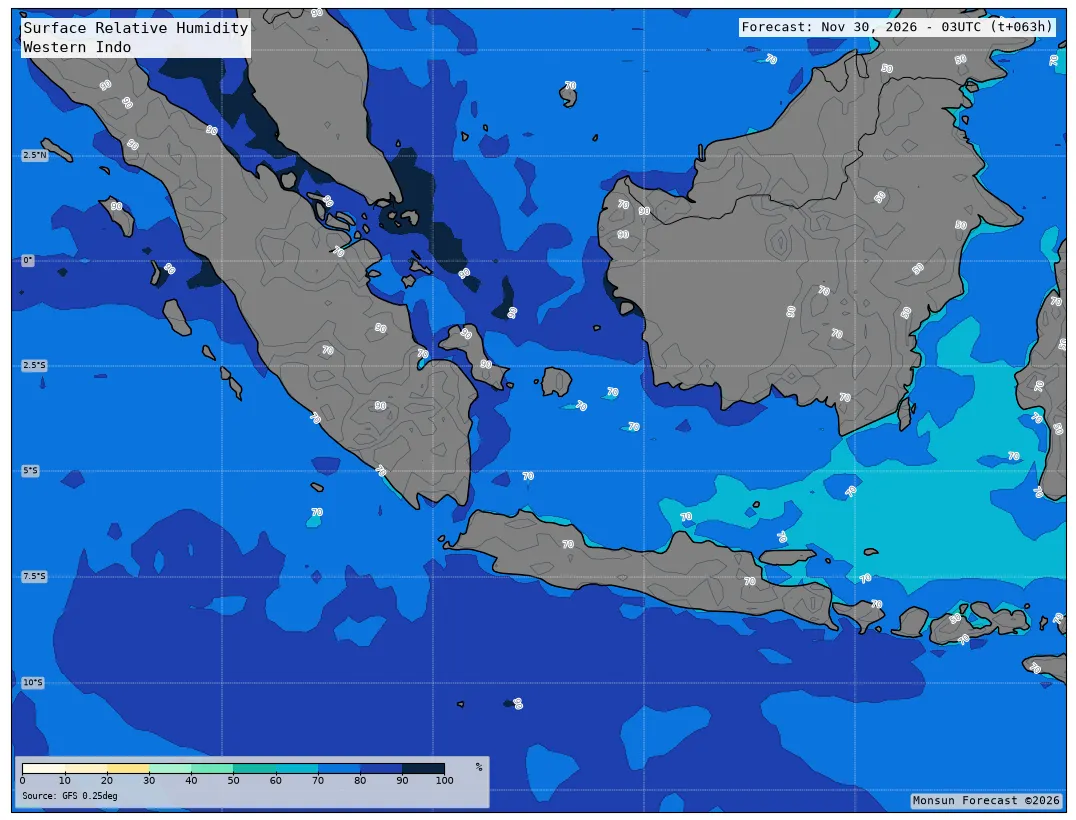 Surface Relative Humidity
Western Indo
Forecast: Nov 30, 2026 - 03UTC (t+063h)
2.5°N
0°
2.5°S
5°S
7.5°S
10°S
0 10 20 30 40 50 60 70 80 90 100 %
Source: GFS 0.25deg
Monsun Forecast ©2026